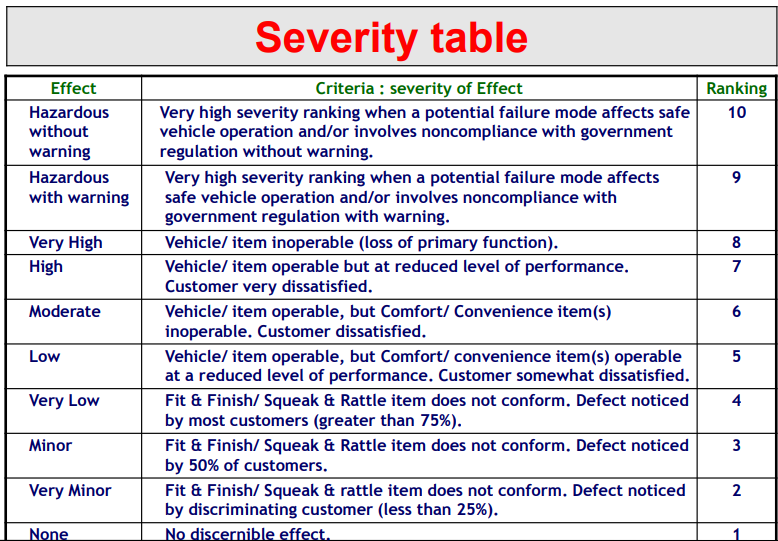 Severity table
Effect Criteria : severity of Effect Ranking
Hazardous without warning Very high severity ranking when a potential failure mode affects safe 10
vehicle operation and/or involves noncompliance with government
regulation without warning.
Hazardous with warning Very high severity ranking when a potential failure mode affects 9
safe vehicle operation and/or involves noncompliance with
government regulation with warning.
Very High Vehicle/ item inoperable (loss of primary function). 8
High Vehicle/ item operable but at reduced level of performance. 7
Customer very dissatisfied.
Moderate Vehicle/ item operable, but Comfort/ Convenience item(s) 6
inoperable. Customer dissatisfied.
Low Vehicle/ item operable, but Comfort/ convenience item(s) operable 5
at a reduced level of performance. Customer somewhat dissatisfied.
Very Low Fit & Finish/ Squeak & Rattle item does not conform. Defect noticed 4
by most customers (greater than 75%).
Minor Fit & Finish/ Squeak & Rattle item does not conform. Defect noticed 3
by 50% of customers.
Very Minor Fit & Finish/ Squeak & rattle item does not conform. Defect noticed 2
by discriminating customer (less than 25%).
None No discernible effect. 1